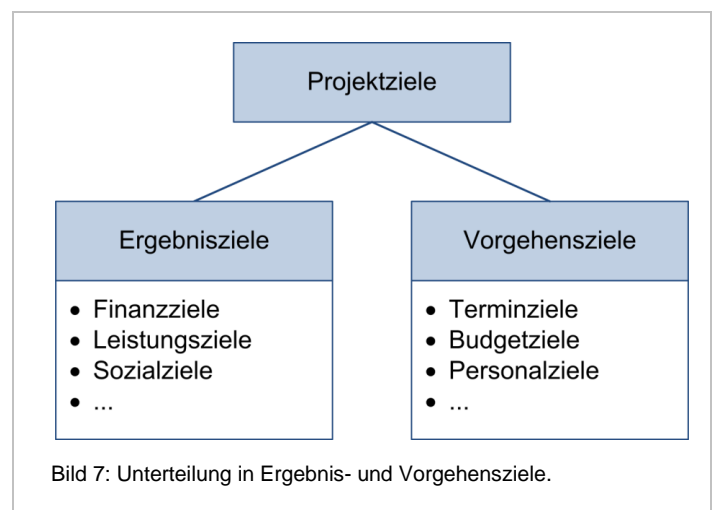 Projektziele
Ergebnisziele
• Finanzziele
• Leistungsziele
• Sozialziele
• ...
Vorgehensziele
• Terminziele
• Budgetziele
• Personalziele
• ...
Bild 7: Unterteilung in Ergebnis- und Vorgehensziele.